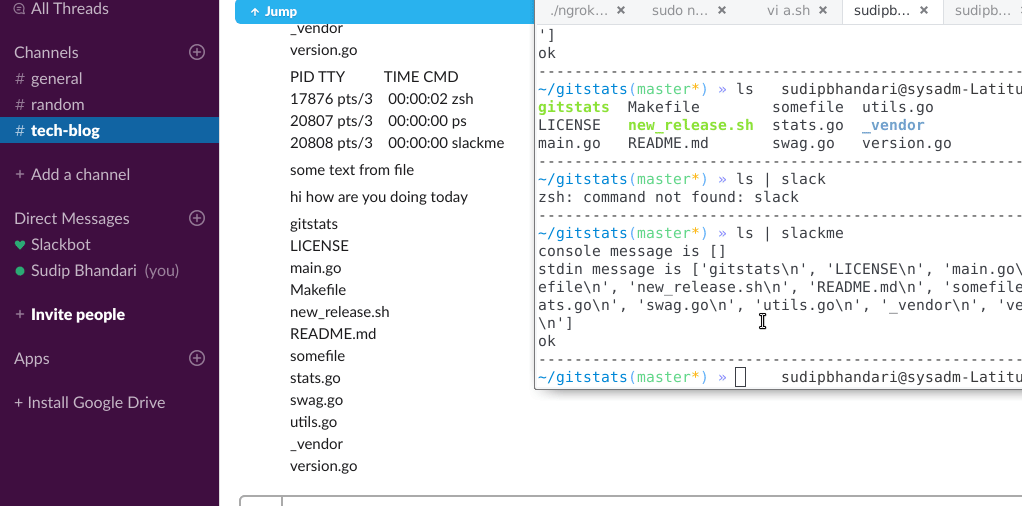 All Threads
Channels
# general
# random
# tech-blog
+ Add a channel
Direct Messages
Slackbot
Sudip Bhandari (you)
+ Invite people
Apps
+ Install Google Drive
↑ Jump
_vendor
version.go
PID TTY TIME CMD
17876 pts/3 00:00:02 zsh
20807 pts/3 00:00:00 ps
20808 pts/3 00:00:00 slackme
some text from file
hi how are you doing today
gitstats
LICENSE
main.go
Makefile
new_release.sh
README.md
somefile
stats.go
swag.go
utils.go
_vendor
version.go
./ngrok... × sudo n... × vi a.sh × sudipb... × sudipb...
']
ok
~/gitstats(master*) » ls sudipbhandari@sysadm-Latitu
gitstats Makefile somefile utils.go
LICENSE new_release.sh stats.go _vendor
main.go README.md swag.go version.go
~/gitstats(master*) » ls | slack
zsh: command not found: slack
~/gitstats(master*) » ls | slackme
console message is []
stdin message is ['gitstats\n', 'LICENSE\n', 'main.go\
efile\n', 'new_release.sh\n', 'README.md\n', 'somefile
ats.go\n', 'swag.go\n', 'utils.go\n', '_vendor\n', 've
\n']
ok
~/gitstats(master*) » sudipbhandari@sysadm-Latitu